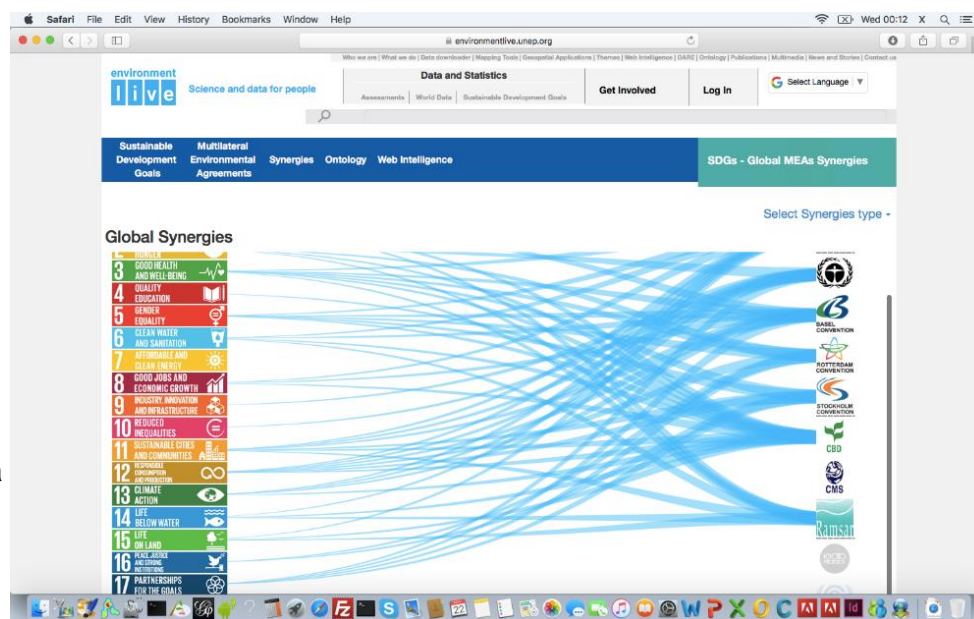 Safari File Edit View History Bookmarks Window Help
Wed 00:12 X
environmentlive.unep.org
Who we are | What we do | Data downloader | Mapping Tools | Geospatial Applications | Themes | Web Intelligence | OARE | Ontology | Publications | Multimedia | News and Stories | Contact us
environment
live
Science and data for people
Data and Statistics
Assessments | World Data | Sustainable Development Goals
Get Involved
Log In
G Select Language ▼
Sustainable Development Goals
Multilateral Environmental Agreements
Synergies
Ontology
Web Intelligence
SDGs - Global MEAs Synergies
Select Synergies type
Global Synergies
2 HUNGER
3 GOOD HEALTH AND WELL-BEING
4 QUALITY EDUCATION
5 GENDER EQUALITY
6 CLEAN WATER AND SANITATION
7 AFFORDABLE AND CLEAN ENERGY
8 GOOD JOBS AND ECONOMIC GROWTH
9 INDUSTRY, INNOVATION AND INFRASTRUCTURE
10 REDUCED INEQUALITIES
11 SUSTAINABLE CITIES AND COMMUNITIES
12 RESPONSIBLE CONSUMPTION AND PRODUCTION
13 CLIMATE ACTION
14 LIFE BELOW WATER
15 LIFE ON LAND
16 PEACE, JUSTICE AND STRONG INSTITUTIONS
17 PARTNERSHIPS FOR THE GOALS
BASEL CONVENTION
ROTTERDAM CONVENTION
STOCKHOLM CONVENTION
CBD
CMS
Ramsar